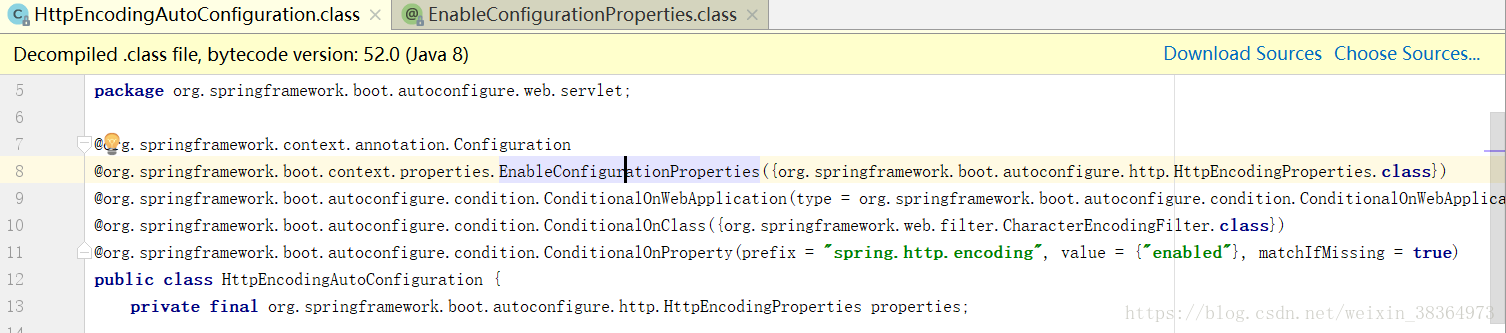 HttpEncodingAutoConfiguration.class × EnableConfigurationProperties.class ×
Decompiled .class file, bytecode version: 52.0 (Java 8) Download Sources Choose Sources...
5 package org.springframework.boot.autoconfigure.web.servlet;
6
7 @org.springframework.context.annotation.Configuration
8 @org.springframework.boot.context.properties.EnableConfigurationProperties({org.springframework.boot.autoconfigure.http.HttpEncodingProperties.class})
9 @org.springframework.boot.autoconfigure.condition.ConditionalOnWebApplication(type = org.springframework.boot.autoconfigure.condition.ConditionalOnWebApplica
10 @org.springframework.boot.autoconfigure.condition.ConditionalOnClass({org.springframework.web.filter.CharacterEncodingFilter.class})
11 @org.springframework.boot.autoconfigure.condition.ConditionalOnProperty(prefix = "spring.http.encoding", value = {"enabled"}, matchIfMissing = true)
12 public class HttpEncodingAutoConfiguration {
13 private final org.springframework.boot.autoconfigure.http.HttpEncodingProperties properties;
https://blog.csdn.net/weixin_38364973